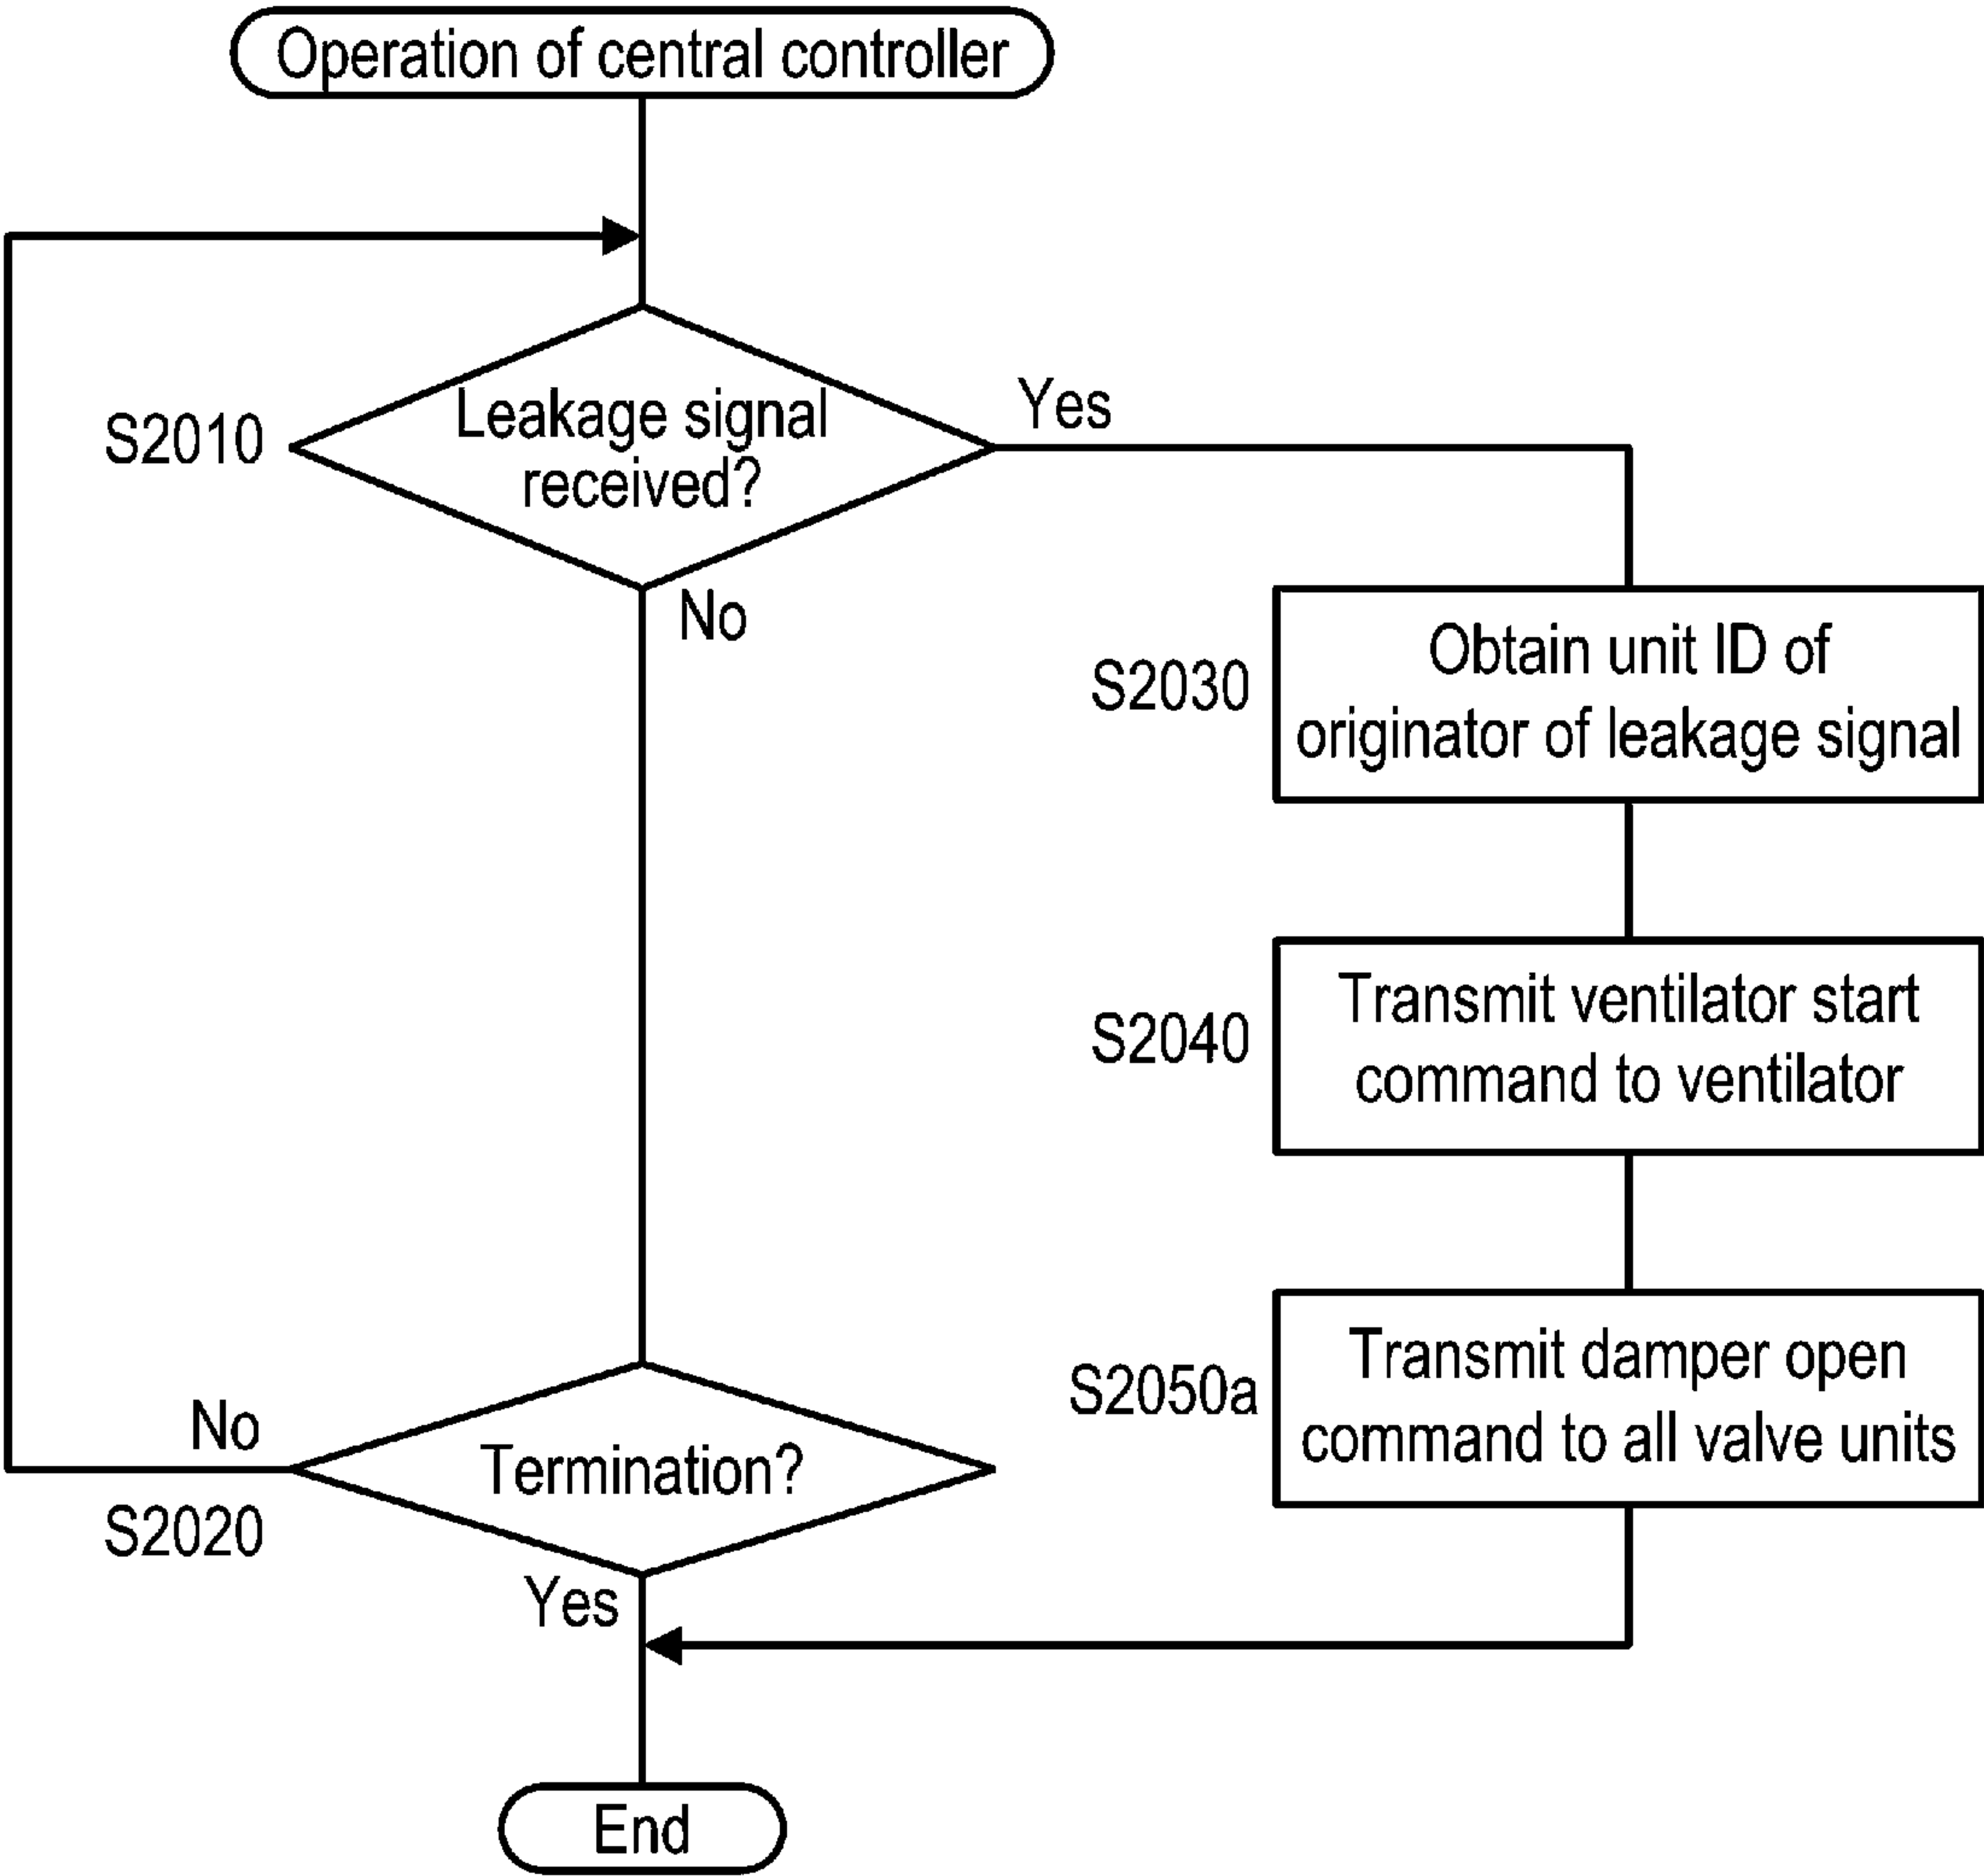 Operation of central controller
S2010
Leakage signal
received?
Yes
No
S2030
Obtain unit ID of
originator of leakage signal
S2040
Transmit ventilator start
command to ventilator
S2050a
Transmit damper open
command to all valve units
No
S2020
Termination?
Yes
End